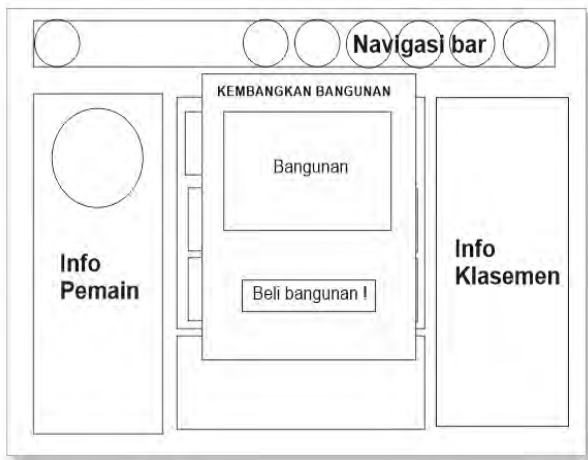 Navigasi bar
KEMBANGKAN BANGUNAN
Bangunan
Beli bangunan !
Info
Pemain
Info
Klasemen